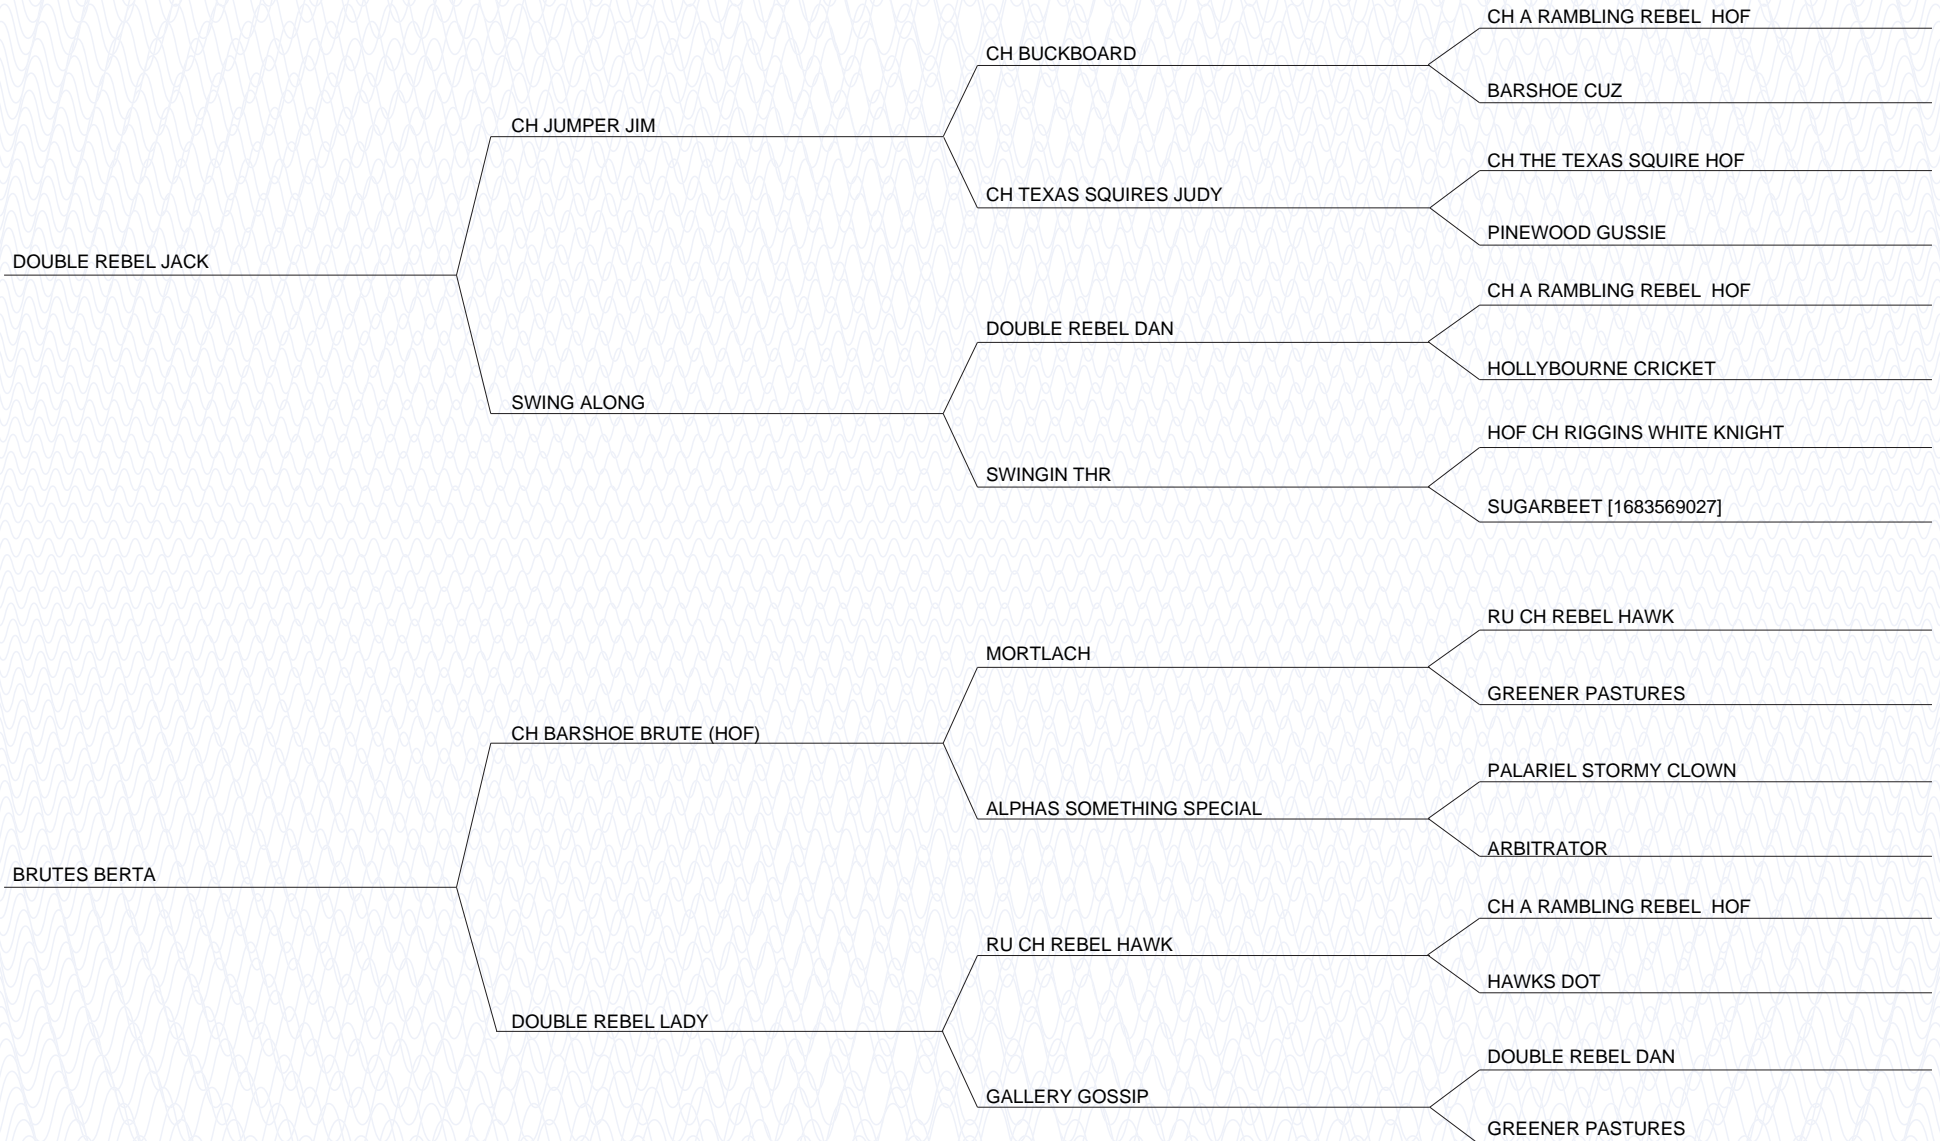 CH A RAMBLING REBEL  HOF
CH BUCKBOARD
BARSHOE CUZ
CH JUMPER JIM
CH THE TEXAS SQUIRE HOF
CH TEXAS SQUIRES JUDY
PINEWOOD GUSSIE
DOUBLE REBEL JACK
CH A RAMBLING REBEL  HOF
DOUBLE REBEL DAN
HOLLYBOURNE CRICKET
SWING ALONG
HOF CH RIGGINS WHITE KNIGHT
SWINGIN THR
SUGARBEET [1683569027]
RU CH REBEL HAWK
MORTLACH
GREENER PASTURES
CH BARSHOE BRUTE (HOF)
PALARIEL STORMY CLOWN
ALPHAS SOMETHING SPECIAL
ARBITRATOR
BRUTES BERTA
CH A RAMBLING REBEL  HOF
RU CH REBEL HAWK
HAWKS DOT
DOUBLE REBEL LADY
DOUBLE REBEL DAN
GALLERY GOSSIP
GREENER PASTURES